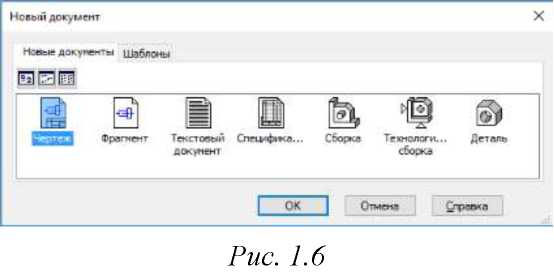 Новый документ
Новые документы Шаблоны
Чертеж Фрагмент Текстовый документ Специфика... Сборка Технологи... сборка Деталь
ОК Отмена Справка
Рис. 1.6